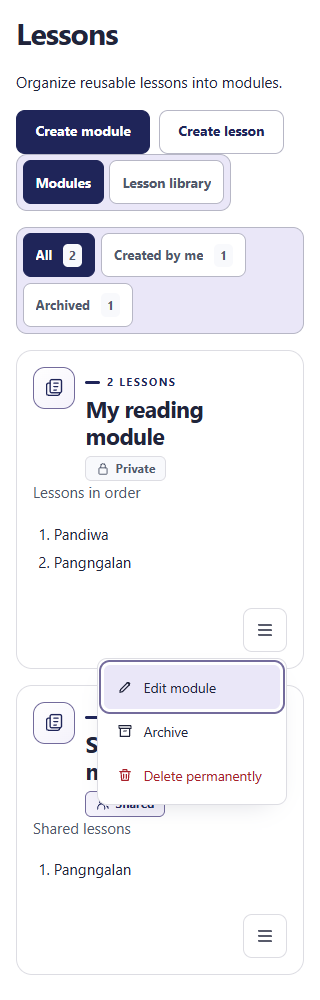 Lessons
Organize reusable lessons into modules.
Create module
Create lesson
Modules
Lesson library
All 2
Created by me 1
Archived 1
2 LESSONS
My reading
module
Private
Lessons in order
1. Pandiwa
2. Pangngalan
Edit module
Archive
Delete permanently
Shared
Shared lessons
1. Pangngalan